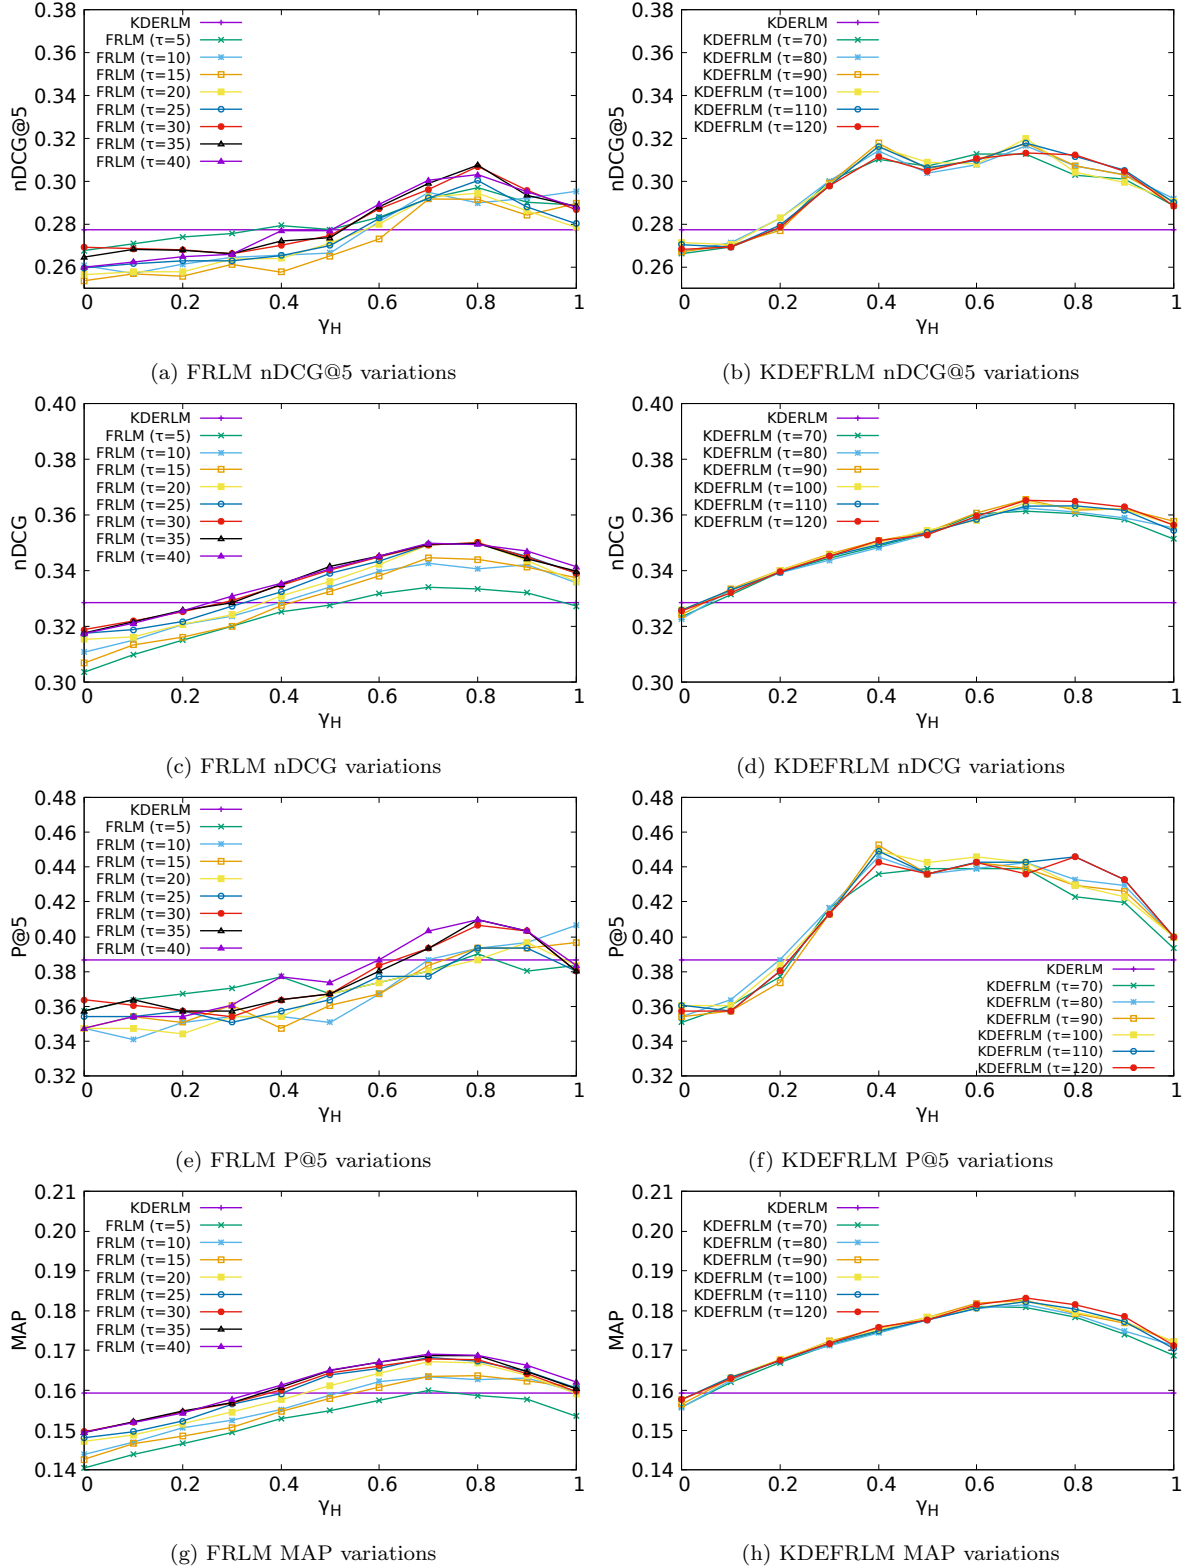 0.38
0.36
0.34
0.32
0.30
0.28
0.26
nDCG@5
KDERLM
FRLM (τ=5)
FRLM (τ=10)
FRLM (τ=15)
FRLM (τ=20)
FRLM (τ=25)
FRLM (τ=30)
FRLM (τ=35)
FRLM (τ=40)
0 0.2 0.4 0.6 0.8 1
γH
(a) FRLM nDCG@5 variations
0.38
0.36
0.34
0.32
0.30
0.28
0.26
nDCG@5
KDERLM
KDEFRLM (τ=70)
KDEFRLM (τ=80)
KDEFRLM (τ=90)
KDEFRLM (τ=100)
KDEFRLM (τ=110)
KDEFRLM (τ=120)
0 0.2 0.4 0.6 0.8 1
γH
(b) KDEFRLM nDCG@5 variations
0.40
0.38
0.36
0.34
0.32
0.30
nDCG
KDERLM
FRLM (τ=5)
FRLM (τ=10)
FRLM (τ=15)
FRLM (τ=20)
FRLM (τ=25)
FRLM (τ=30)
FRLM (τ=35)
FRLM (τ=40)
0 0.2 0.4 0.6 0.8 1
γH
(c) FRLM nDCG variations
0.40
0.38
0.36
0.34
0.32
0.30
nDCG
KDERLM
KDEFRLM (τ=70)
KDEFRLM (τ=80)
KDEFRLM (τ=90)
KDEFRLM (τ=100)
KDEFRLM (τ=110)
KDEFRLM (τ=120)
0 0.2 0.4 0.6 0.8 1
γH
(d) KDEFRLM nDCG variations
0.48
0.46
0.44
0.42
0.40
0.38
0.36
0.34
0.32
P@5
KDERLM
FRLM (τ=5)
FRLM (τ=10)
FRLM (τ=15)
FRLM (τ=20)
FRLM (τ=25)
FRLM (τ=30)
FRLM (τ=35)
FRLM (τ=40)
0 0.2 0.4 0.6 0.8 1
γH
(e) FRLM P@5 variations
0.48
0.46
0.44
0.42
0.40
0.38
0.36
0.34
0.32
P@5
KDERLM
KDEFRLM (τ=70)
KDEFRLM (τ=80)
KDEFRLM (τ=90)
KDEFRLM (τ=100)
KDEFRLM (τ=110)
KDEFRLM (τ=120)
0 0.2 0.4 0.6 0.8 1
γH
(f) KDEFRLM P@5 variations
0.21
0.20
0.19
0.18
0.17
0.16
0.15
0.14
MAP
KDERLM
FRLM (τ=5)
FRLM (τ=10)
FRLM (τ=15)
FRLM (τ=20)
FRLM (τ=25)
FRLM (τ=30)
FRLM (τ=35)
FRLM (τ=40)
0 0.2 0.4 0.6 0.8 1
γH
(g) FRLM MAP variations
0.21
0.20
0.19
0.18
0.17
0.16
0.15
0.14
MAP
KDERLM
KDEFRLM (τ=70)
KDEFRLM (τ=80)
KDEFRLM (τ=90)
KDEFRLM (τ=100)
KDEFRLM (τ=110)
KDEFRLM (τ=120)
0 0.2 0.4 0.6 0.8 1
γH
(h) KDEFRLM MAP variations